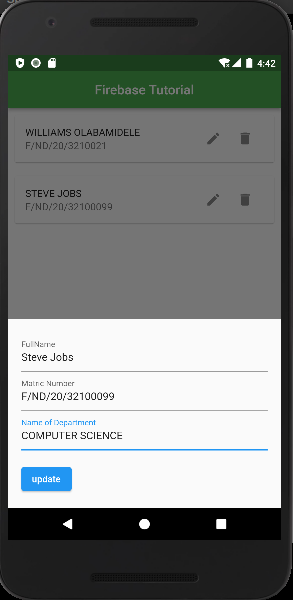 4:42
Firebase Tutorial
WILLIAMS OLABAMIDELE
F/ND/20/3210021
STEVE JOBS
F/ND/20/32100099
FullName
Steve Jobs
Matric Number
F/ND/20/32100099
Name of Department
COMPUTER SCIENCE
update